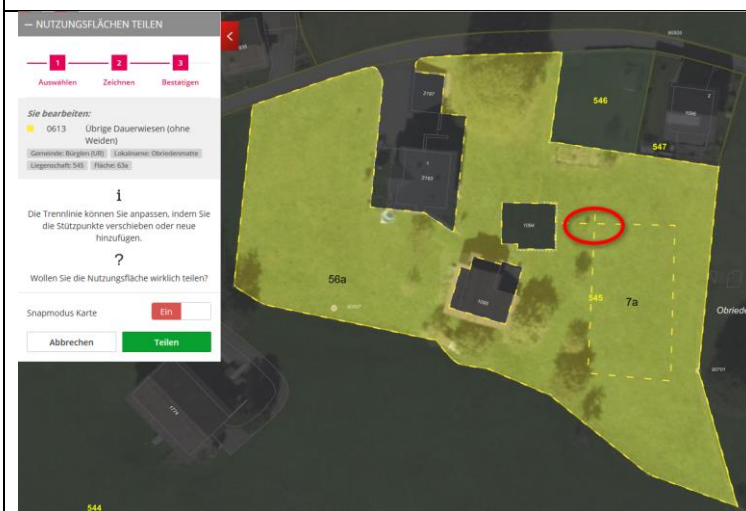 — NUTZUNGSFLÄCHEN TEILEN
<
1 2 3
Auswählen Zeichnen Bestätigen
Sie bearbeiten:
0613 Übrige Dauerwiesen (ohne
Weiden)
Gemeinde: Bürglen (UR) Lokalname: Obriedenmatte
Liegenschaft: 545 Fläche: 63a
i
Die Trennlinie können Sie anpassen, indem Sie
die Stützpunkte verschieben oder neue
hinzufügen.
?
Wollen Sie die Nutzungsfläche wirklich teilen?
Snapmodus Karte Ein
Abbrechen Teilen
546
547
56a
545
7a
Obriede
544